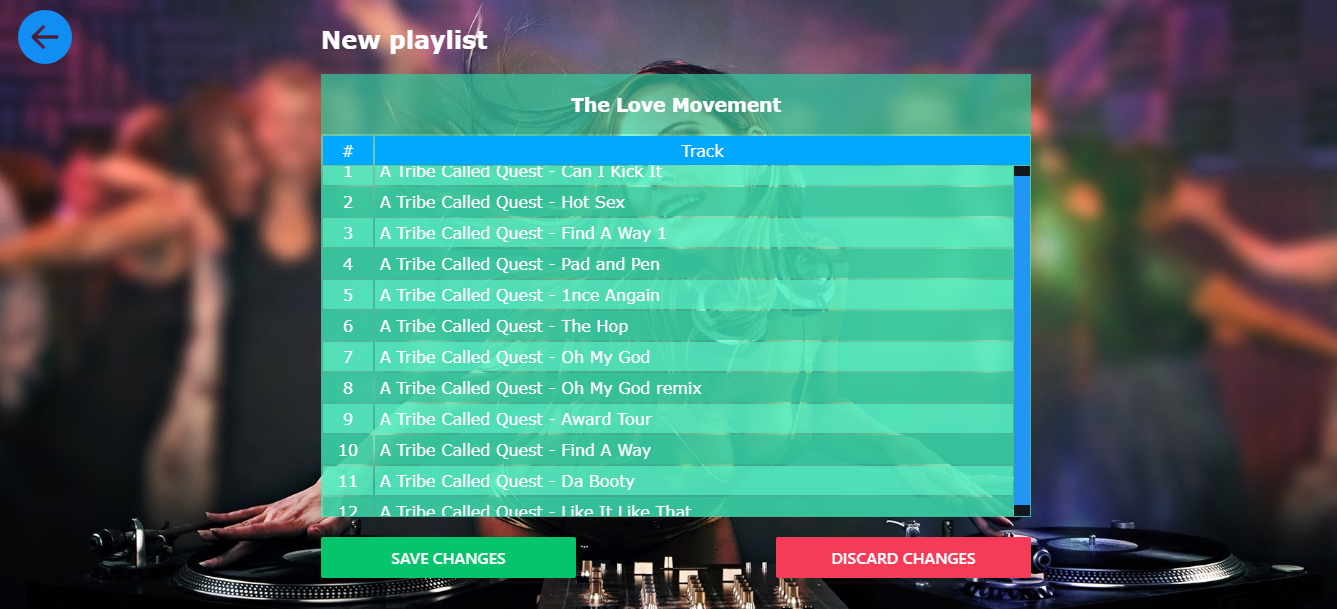 New playlist
The Love Movement
# Track
1 A Tribe Called Quest - Can I Kick It
2 A Tribe Called Quest - Hot Sex
3 A Tribe Called Quest - Find A Way 1
4 A Tribe Called Quest - Pad and Pen
5 A Tribe Called Quest - 1nce Angain
6 A Tribe Called Quest - The Hop
7 A Tribe Called Quest - Oh My God
8 A Tribe Called Quest - Oh My God remix
9 A Tribe Called Quest - Award Tour
10 A Tribe Called Quest - Find A Way
11 A Tribe Called Quest - Da Booty
12 A Tribe Called Quest - Like It Like That
SAVE CHANGES DISCARD CHANGES